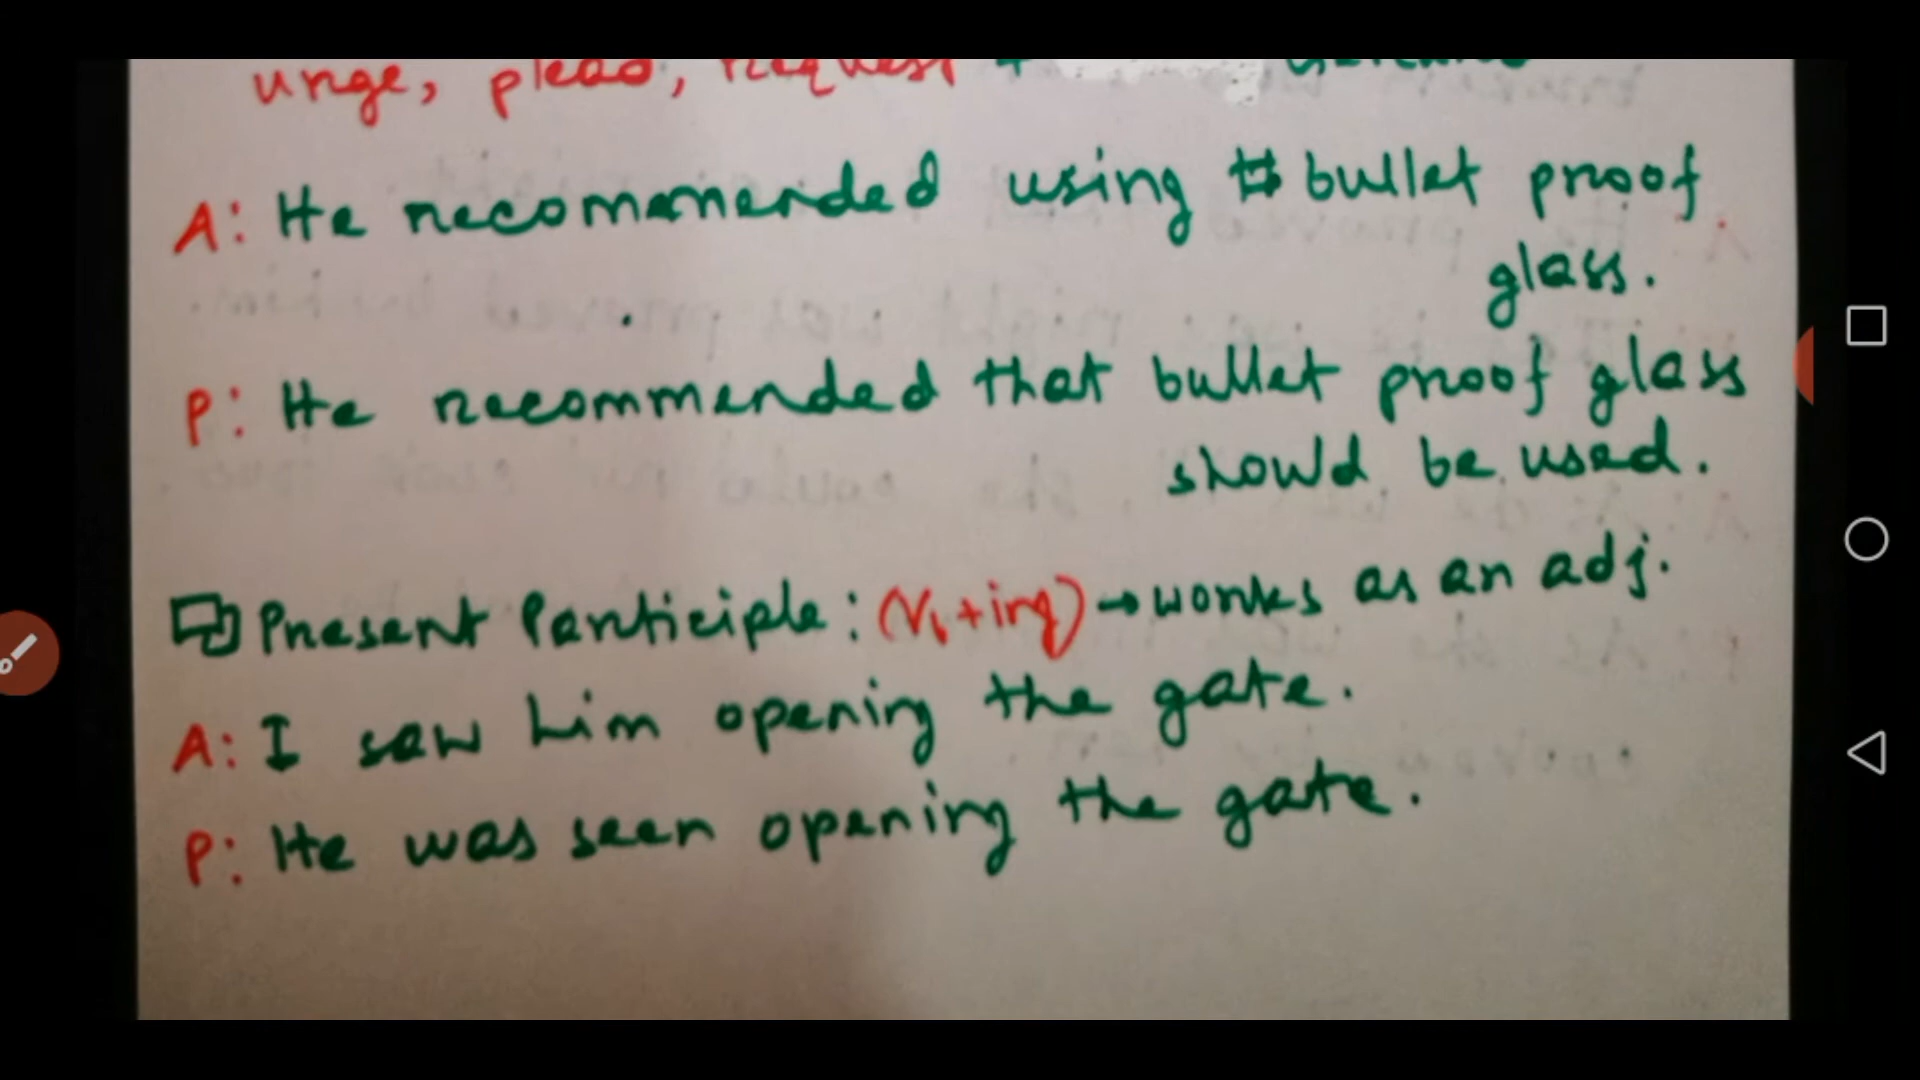 urge, plead, request +
A: He recommended using bullet proof
glass.
P: He recommended that bullet proof glass
should be used.
Present Participle: (V₁+ing) → works as an adj.
A: I saw him opening the gate.
P: He was seen opening the gate.